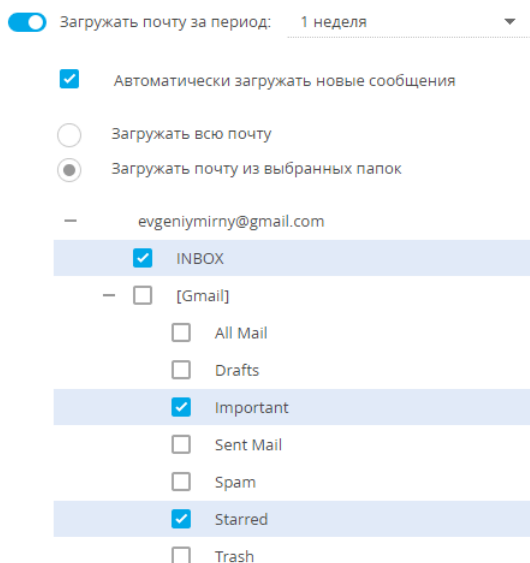 Загружать почту за период: 1 неделя
Автоматически загружать новые сообщения
Загружать всю почту
Загружать почту из выбранных папок
evgeniymirny@gmail.com
INBOX
[Gmail]
All Mail
Drafts
Important
Sent Mail
Spam
Starred
Trash